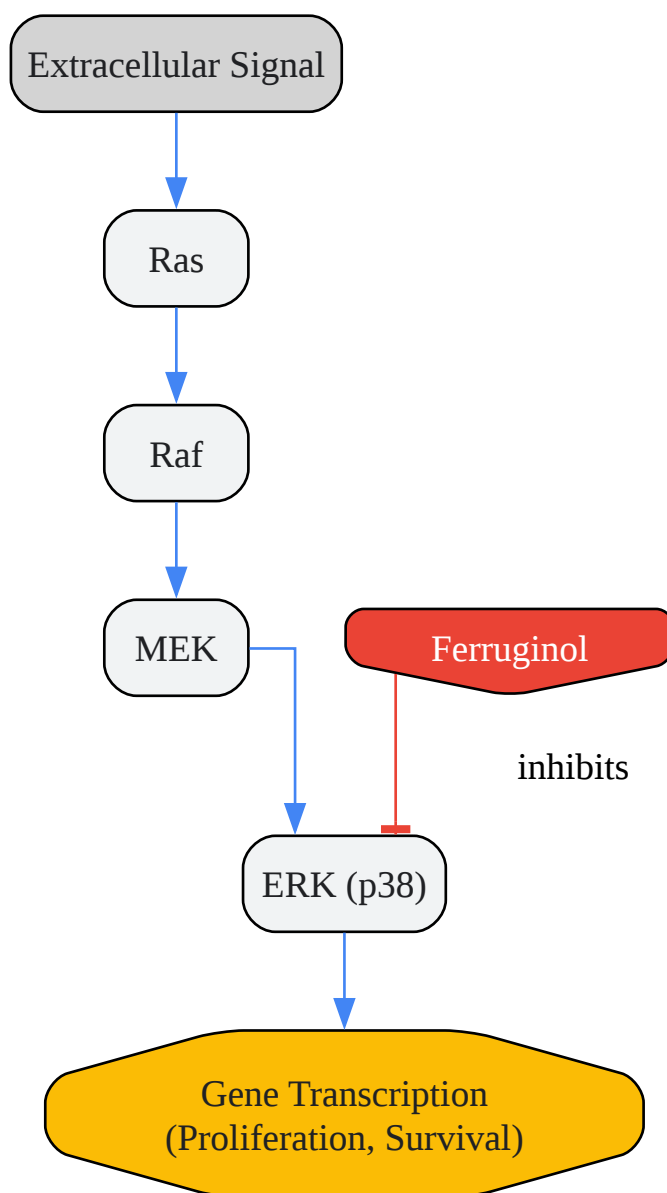 Extracellular Signal
Ras
Raf
MEK
Ferruginol
inhibits
ERK (p38)
Gene Transcription
(Proliferation, Survival)